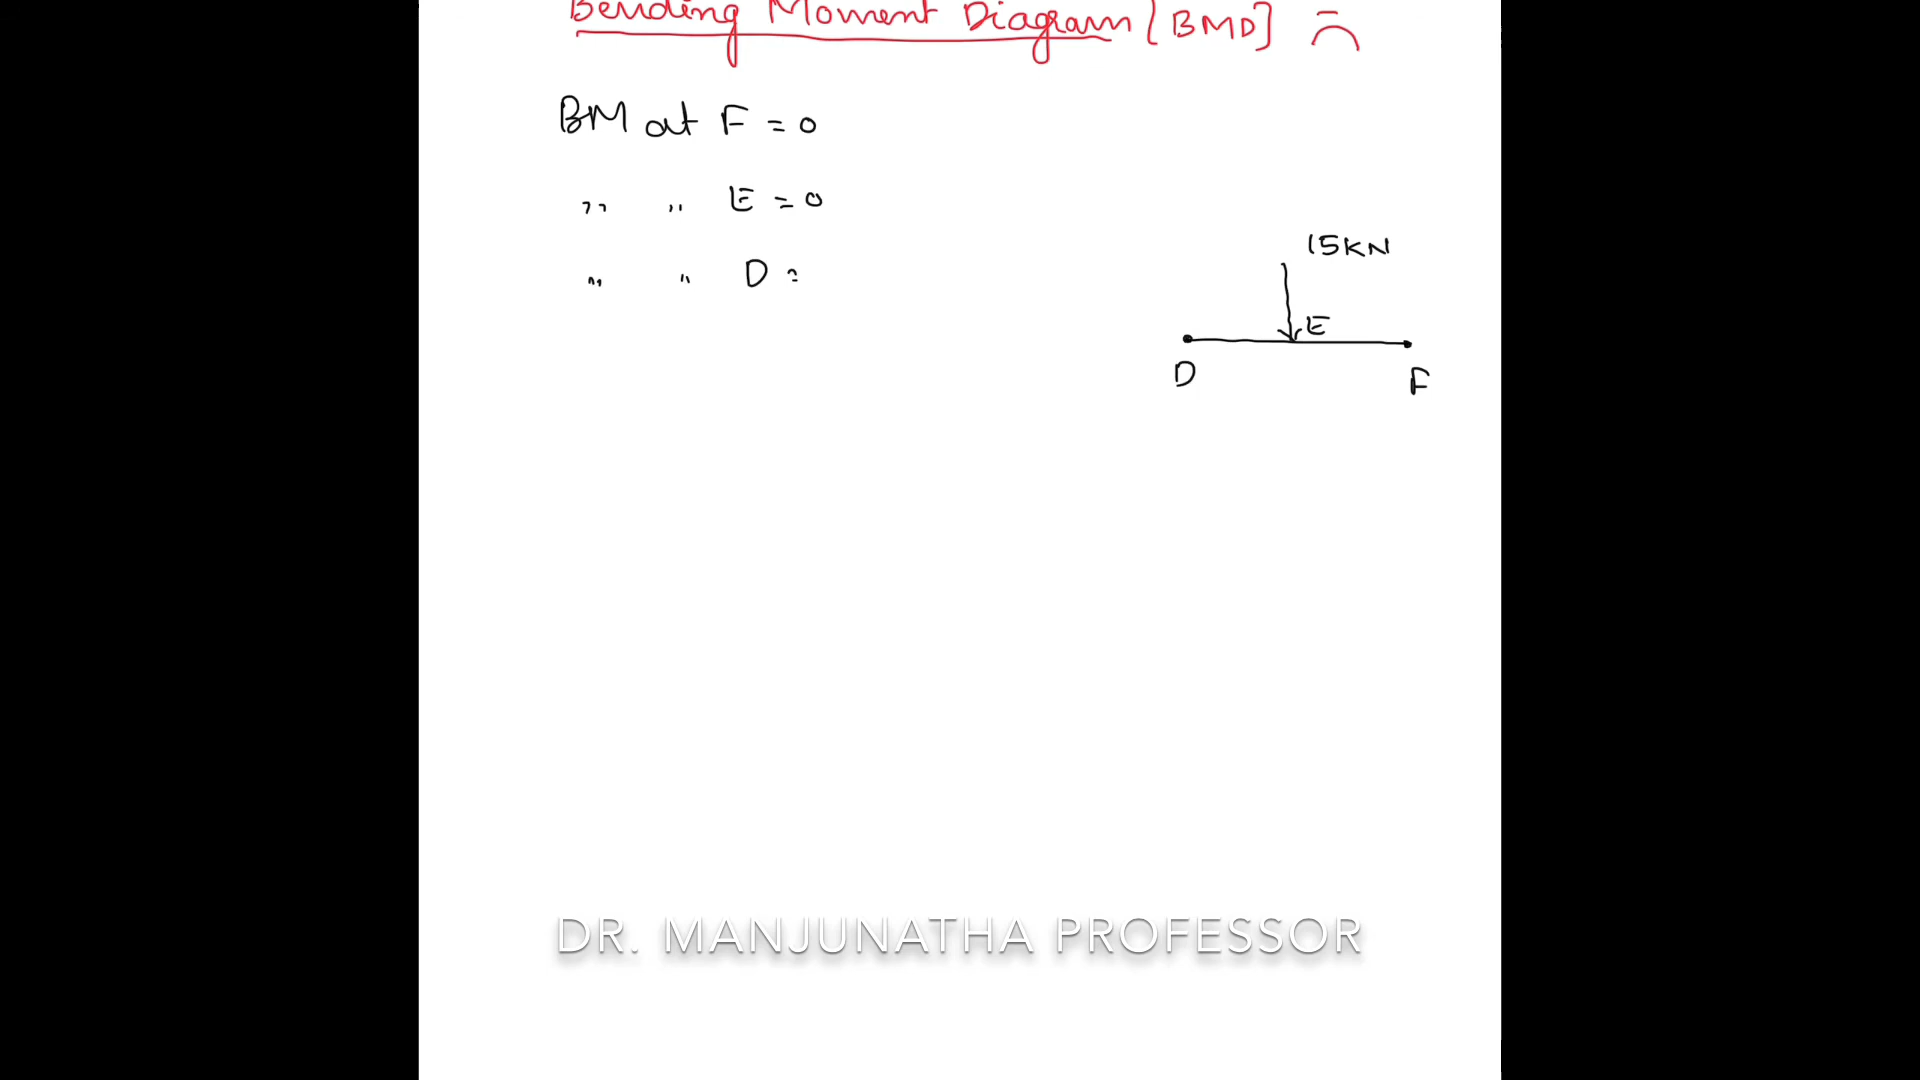 Bending Moment Diagram [BMD]
BM at F = 0
,, ,, E = 0
,, ,, D =
15KN
E
D
F
DR. MANJUNATHA PROFESSOR